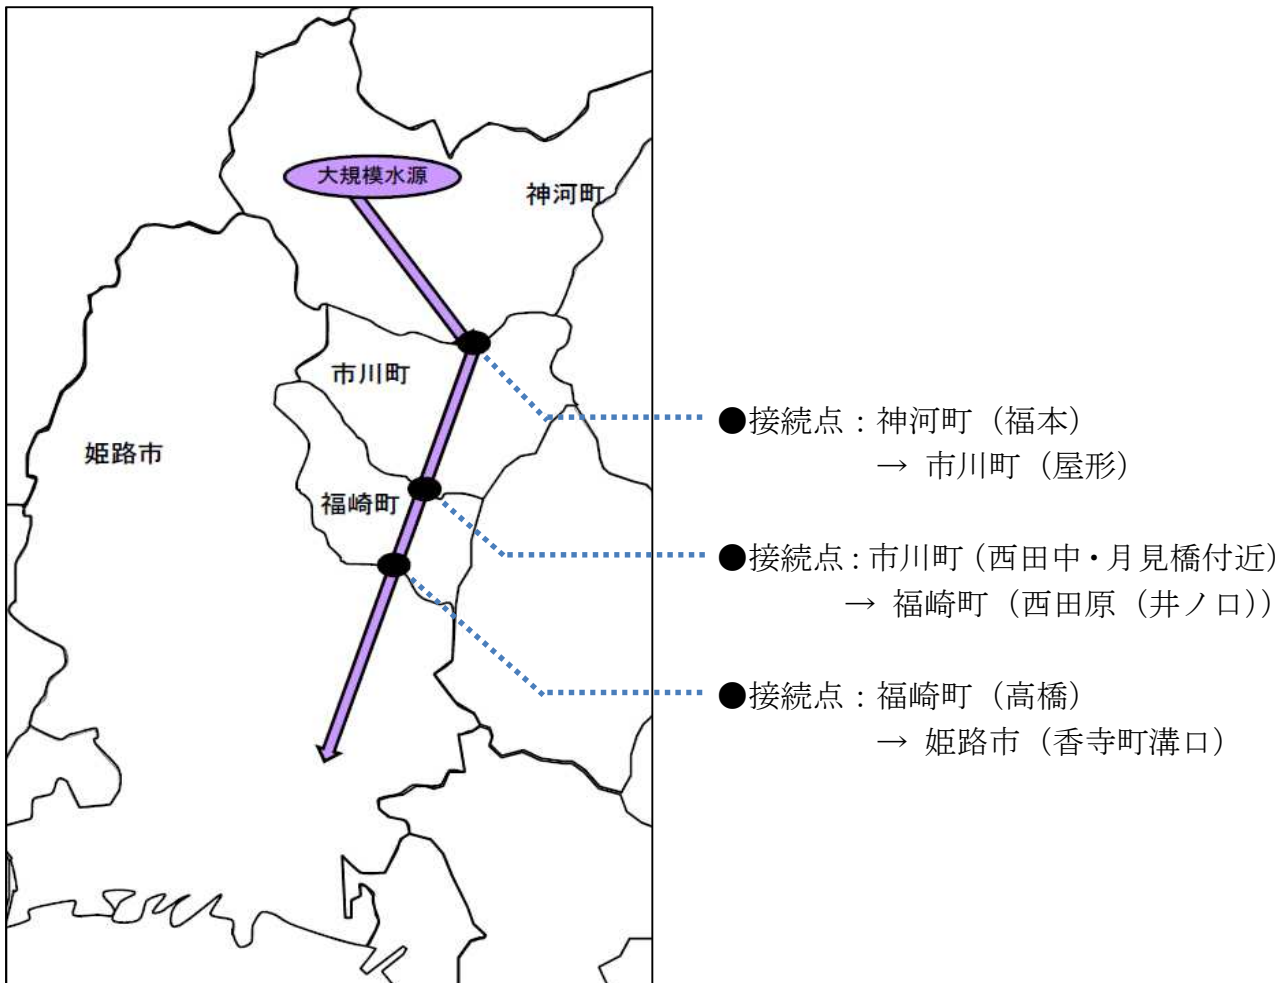 大規模水源
神河町
市川町
姫路市
福崎町
●接続点：神河町（福本）
→ 市川町（屋形）
●接続点：市川町（西田中・月見橋付近）
→ 福崎町（西田原（井ノ口））
●接続点：福崎町（高橋）
→ 姫路市（香寺町溝口）